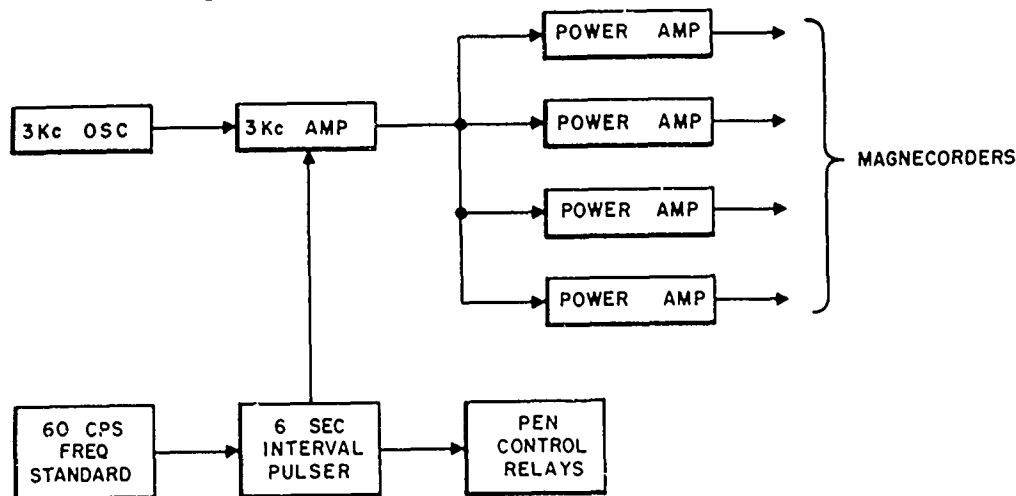 POWER AMP
3Kc OSC
3Kc AMP
POWER AMP
MAGNECORDERS
POWER AMP
POWER AMP
60 CPS
FREQ
STANDARD
6 SEC
INTERVAL
PULSER
PEN
CONTROL
RELAYS